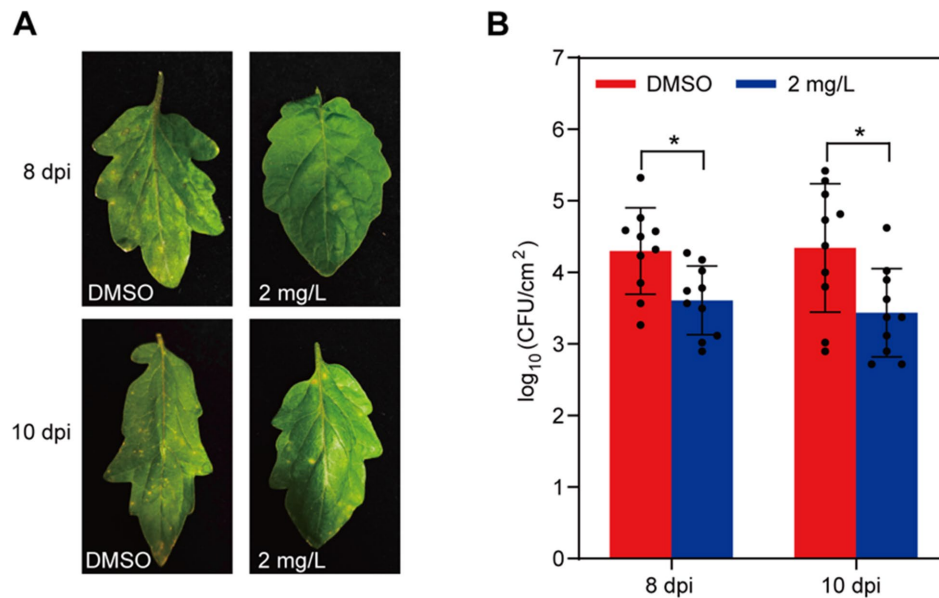 A
8 dpi
DMSO
2 mg/L
10 dpi
DMSO
2 mg/L
B
log10(CFU/cm2)
7
6
5
4
3
2
1
0
DMSO
2 mg/L
*
*
8 dpi
10 dpi